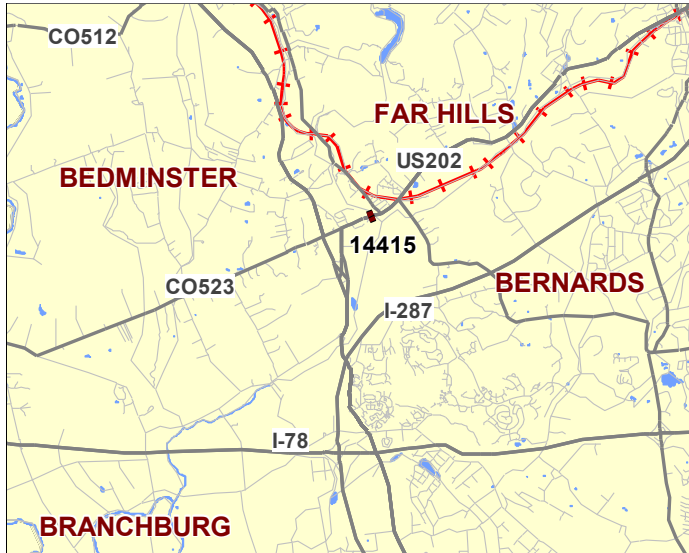 CO512
FAR HILLS
US202
BEDMINSTER
14415
BERNARDS
CO523
I-287
I-78
BRANCHBURG